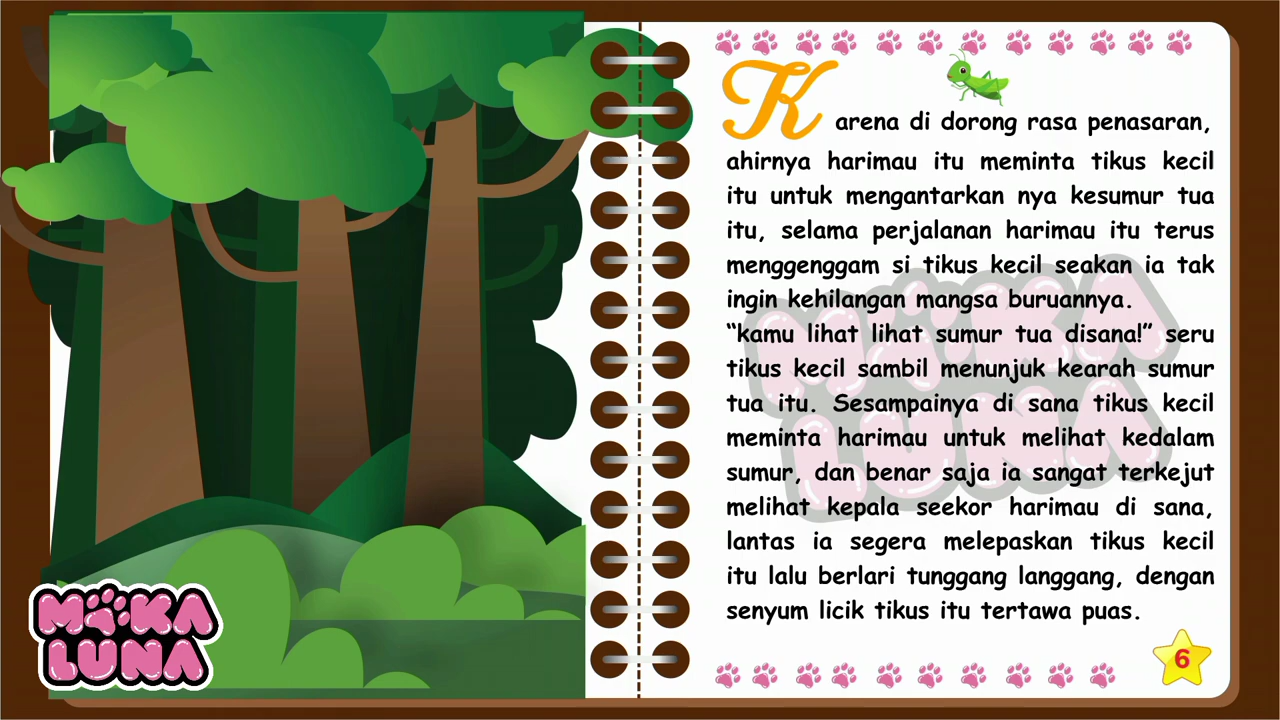 Karena di dorong rasa penasaran,
ahirnya harimau itu meminta tikus kecil
itu untuk mengantarkan nya kesumur tua
itu, selama perjalanan harimau itu terus
menggenggam si tikus kecil seakan ia tak
ingin kehilangan mangsa buruannya.
“kamu lihat lihat sumur tua disana!” seru
tikus kecil sambil menunjuk kearah sumur
tua itu. Sesampainya di sana tikus kecil
meminta harimau untuk melihat kedalam
sumur, dan benar saja ia sangat terkejut
melihat kepala seekor harimau di sana,
lantas ia segera melepaskan tikus kecil
itu lalu berlari tunggang langgang, dengan
senyum licik tikus itu tertawa puas.
6
MOKA
LUNA
MOKA
LUNA